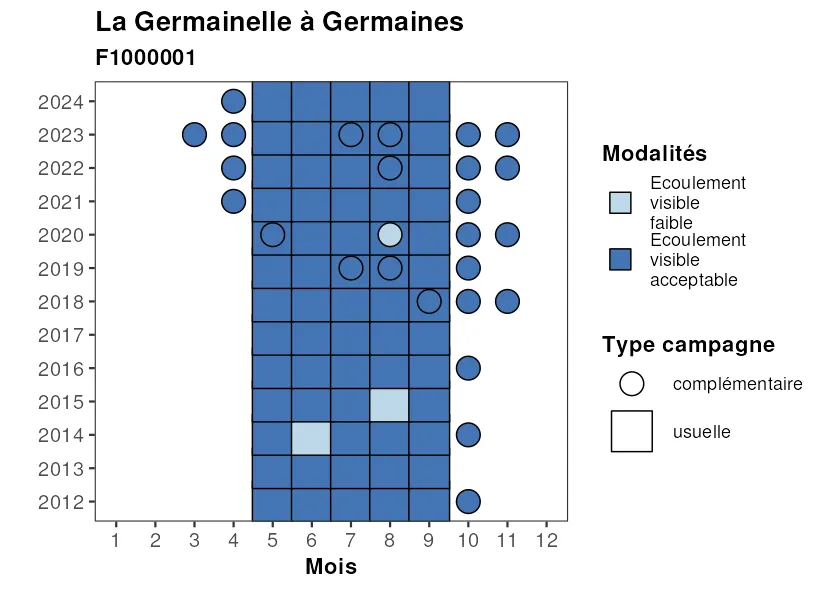 La Germainelle à Germaines
F1000001
2024
2023
2022
2021
2020
2019
2018
2017
2016
2015
2014
2013
2012
1 2 3 4 5 6 7 8 9 10 11 12
Mois
Modalités
Ecoulement
visible
faible
Ecoulement
visible
acceptable
Type campagne
complémentaire
usuelle